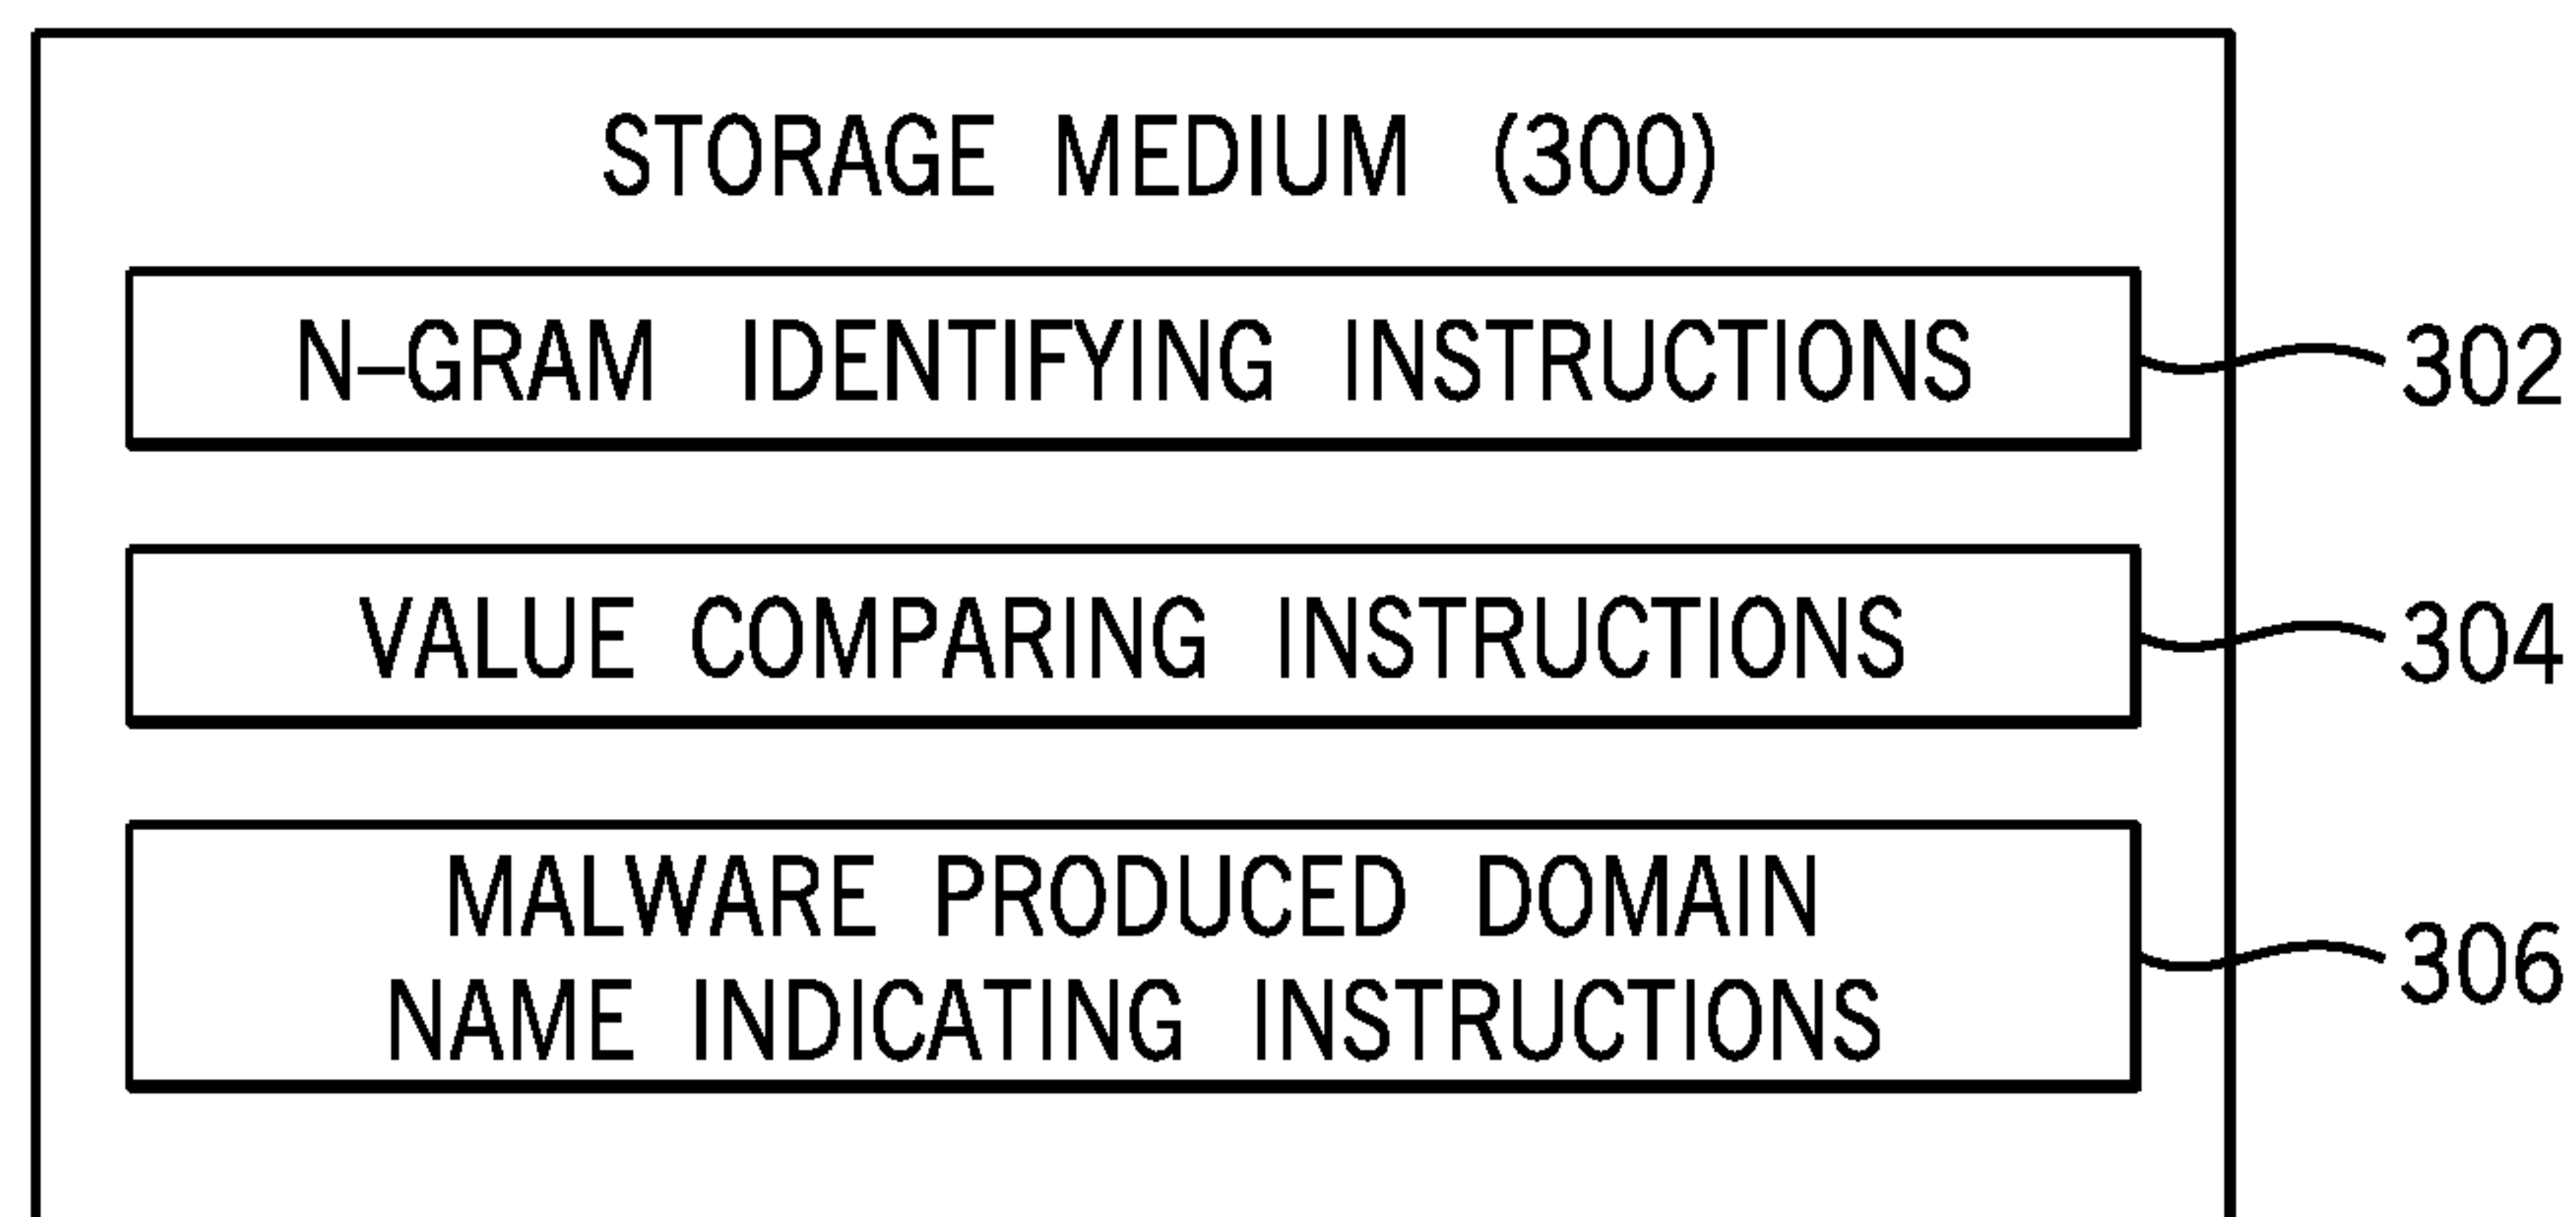 STORAGE MEDIUM (300)
N–GRAM IDENTIFYING INSTRUCTIONS
302
VALUE COMPARING INSTRUCTIONS
304
MALWARE PRODUCED DOMAIN
NAME INDICATING INSTRUCTIONS
306